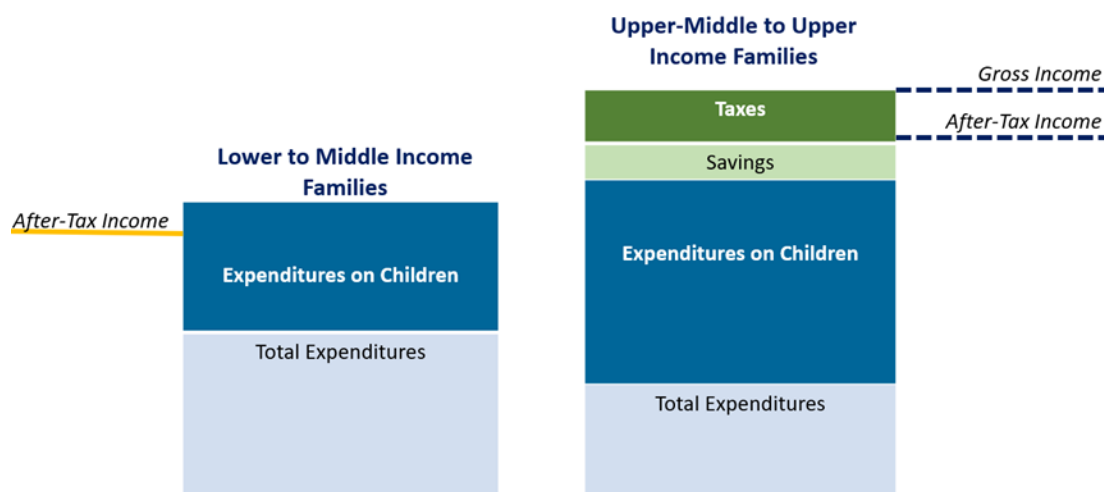 Upper-Middle to Upper
Income Families
Gross Income
Taxes
After-Tax Income
Lower to Middle Income
Families
Savings
After-Tax Income
Expenditures on Children
Expenditures on Children
Total Expenditures
Total Expenditures